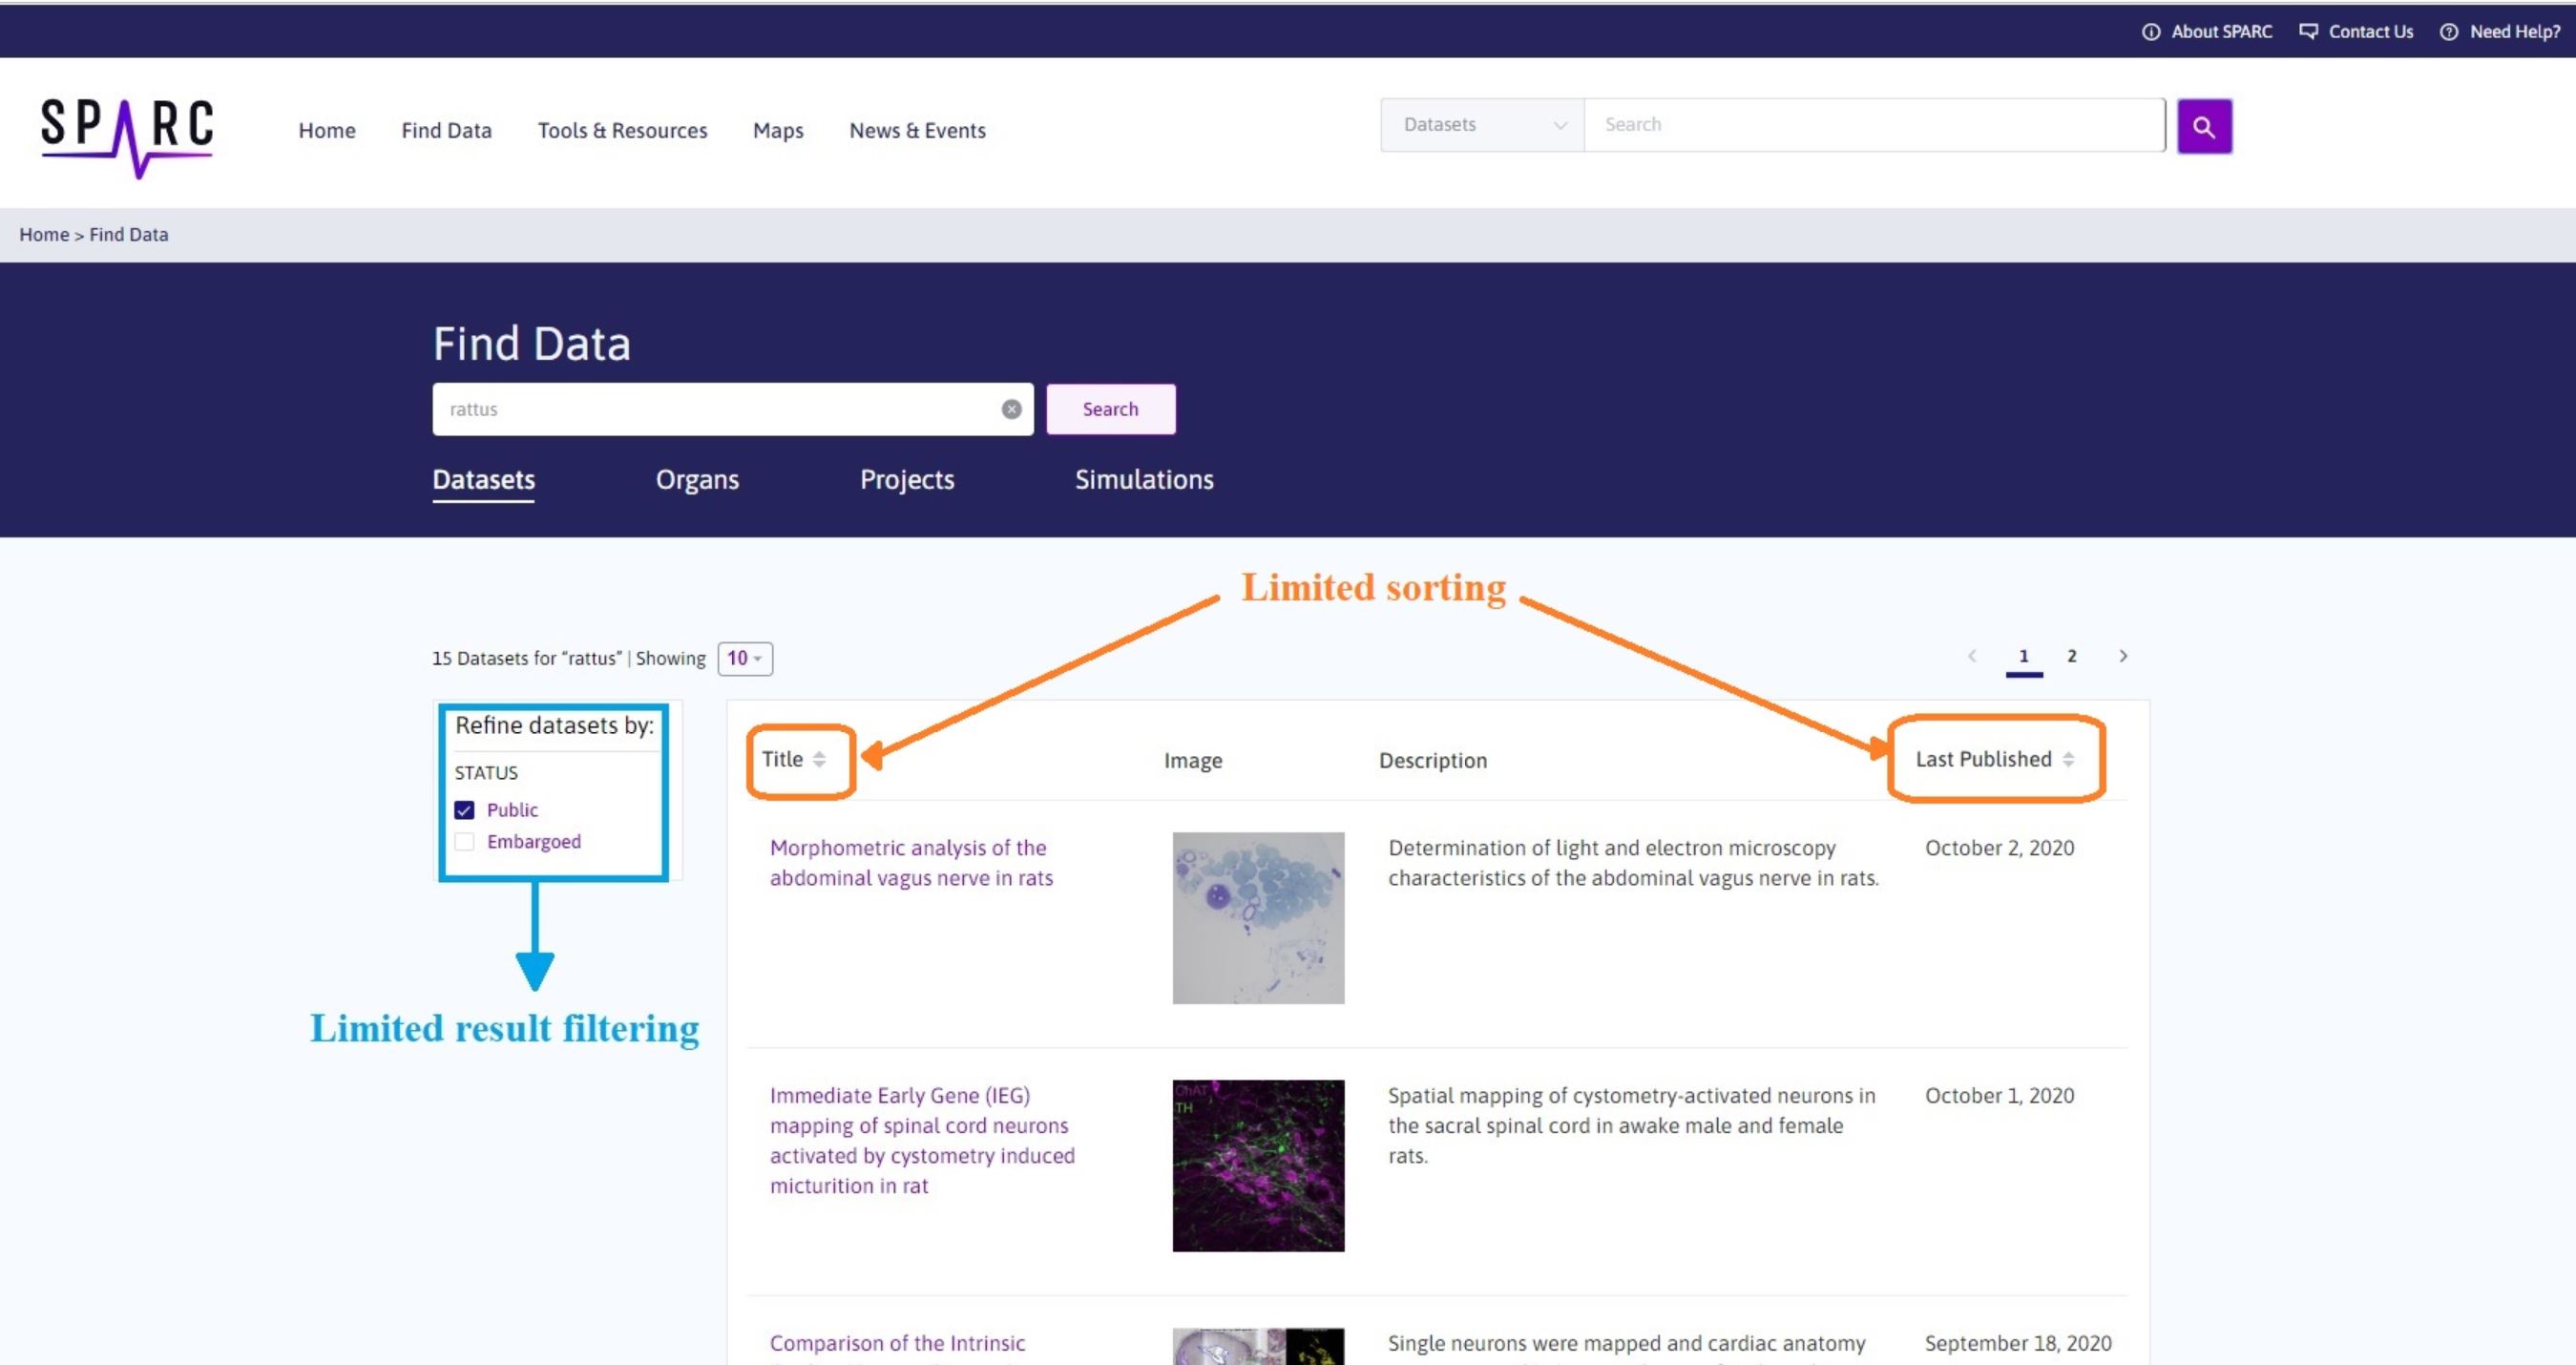 About SPARC Contact Us Need Help?
SPARC
Home Find Data Tools & Resources Maps News & Events
Datasets Search
Home > Find Data
Find Data
rattus Search
Datasets Organs Projects Simulations
Limited sorting
15 Datasets for “rattus” | Showing 10
1 2
Refine datasets by:
STATUS
Public
Embargoed
Limited result filtering
Title Image Description Last Published
Morphometric analysis of the
abdominal vagus nerve in rats
Determination of light and electron microscopy
characteristics of the abdominal vagus nerve in rats.
October 2, 2020
Immediate Early Gene (IEG)
mapping of spinal cord neurons
activated by cystometry induced
micturition in rat
ChAT
TH
Spatial mapping of cystometry-activated neurons in
the sacral spinal cord in awake male and female
rats.
October 1, 2020
Comparison of the Intrinsic
Single neurons were mapped and cardiac anatomy
September 18, 2020